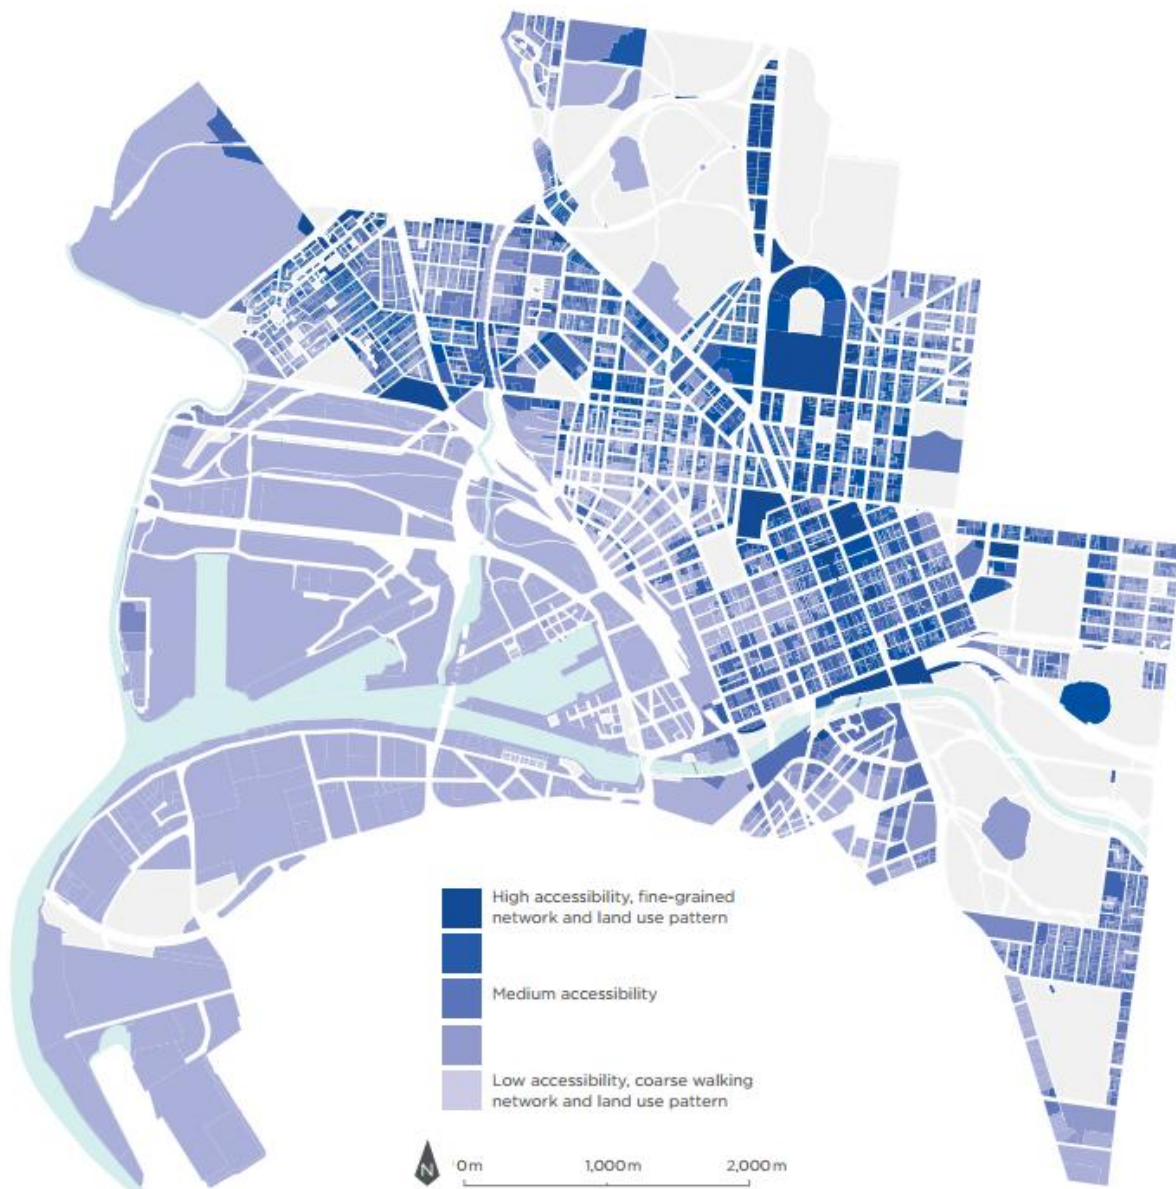 High accessibility, fine-grained
network and land use pattern
Medium accessibility
Low accessibility, coarse walking
network and land use pattern
N
0m
1,000m
2,000m